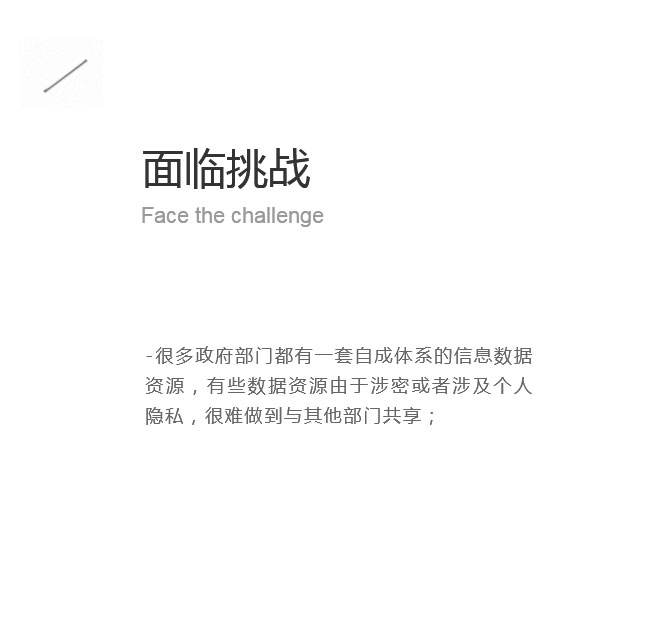 面临挑战
Face the challenge
-很多政府部门都有一套自成体系的信息数据
资源，有些数据资源由于涉密或者涉及个人
隐私，很难做到与其他部门共享；